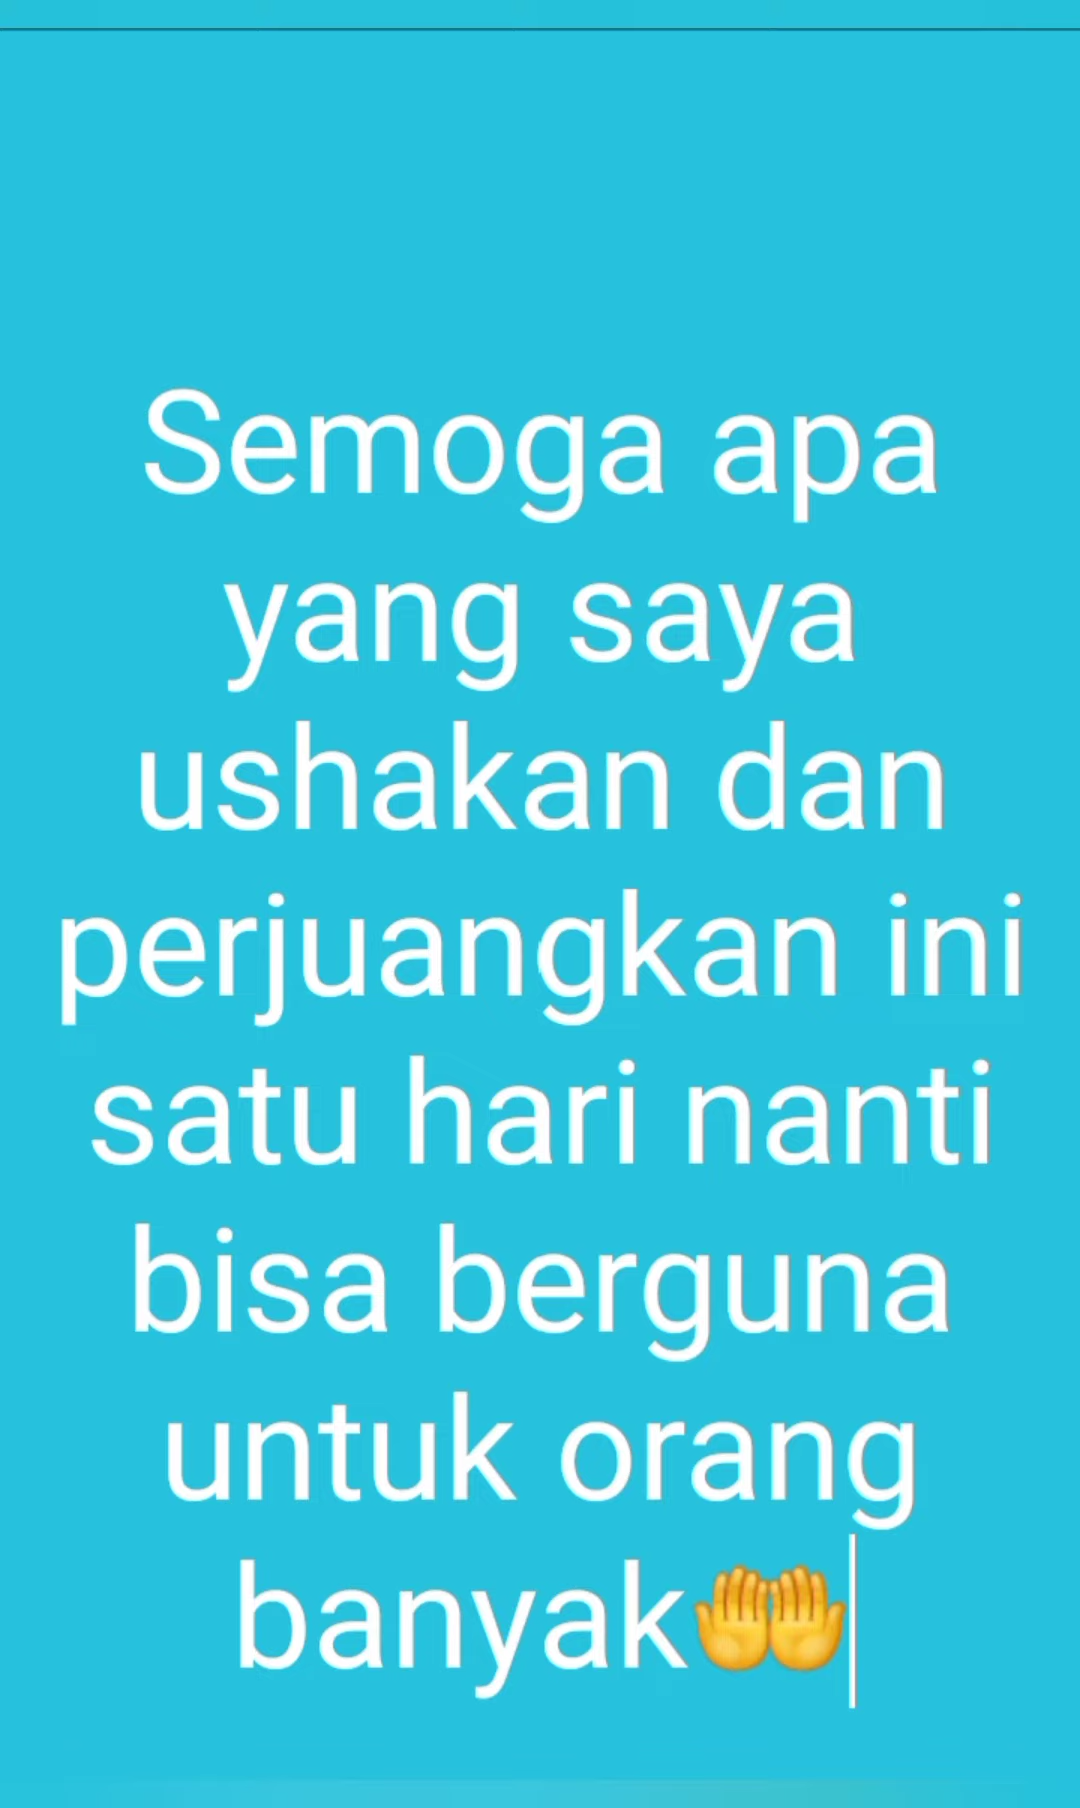 Semoga apa
yang saya
ushakan dan
perjuangkan ini
satu hari nanti
bisa berguna
untuk orang
banyak🤲